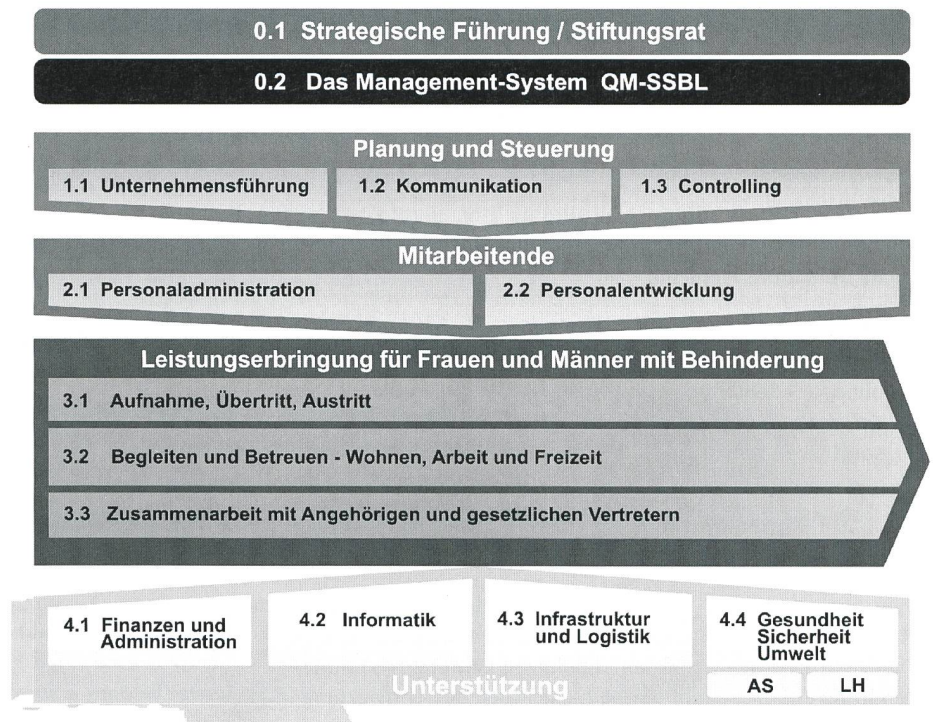 0.1 Strategische Führung / Stiftungsrat
0.2 Das Management-System QM-SSBL
Planung und Steuerung
1.1 Unternehmensführung
1.2 Kommunikation
1.3 Controlling
Mitarbeitende
2.1 Personaladministration
2.2 Personalentwicklung
Leistungserbringung für Frauen und Männer mit Behinderung
3.1 Aufnahme, Übertritt, Austritt
3.2 Begleiten und Betreuen - Wohnen, Arbeit und Freizeit
3.3 Zusammenarbeit mit Angehörigen und gesetzlichen Vertretern
4.1 Finanzen und
Administration
4.2 Informatik
4.3 Infrastruktur
und Logistik
4.4 Gesundheit
Sicherheit
Umwelt
Unterstützung
AS
LH